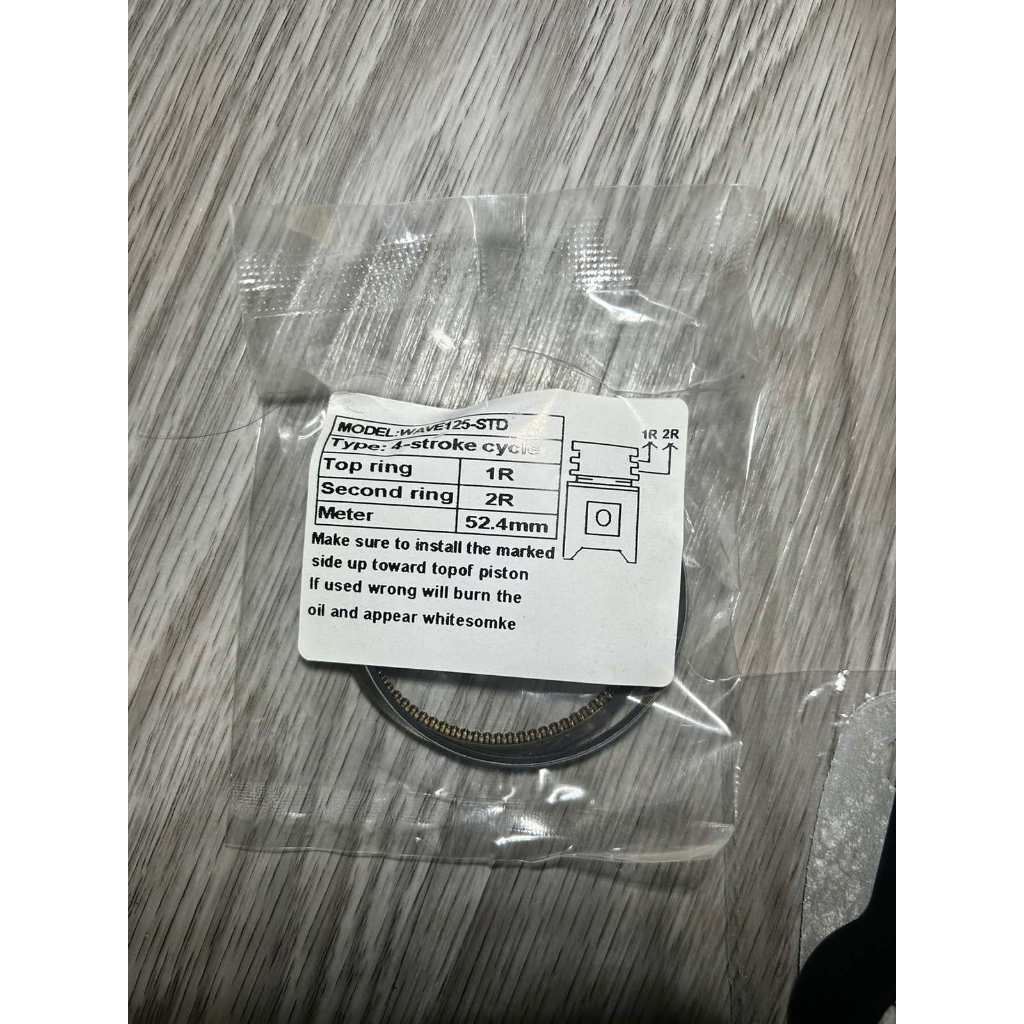 MODEL:WAVE125-STD
Type: 4-stroke cycle
Top ring 1R
Second ring 2R
Meter 52.4mm
1R 2R
Make sure to install the marked
side up toward topof piston
If used wrong will burn the
oil and appear whitesomke